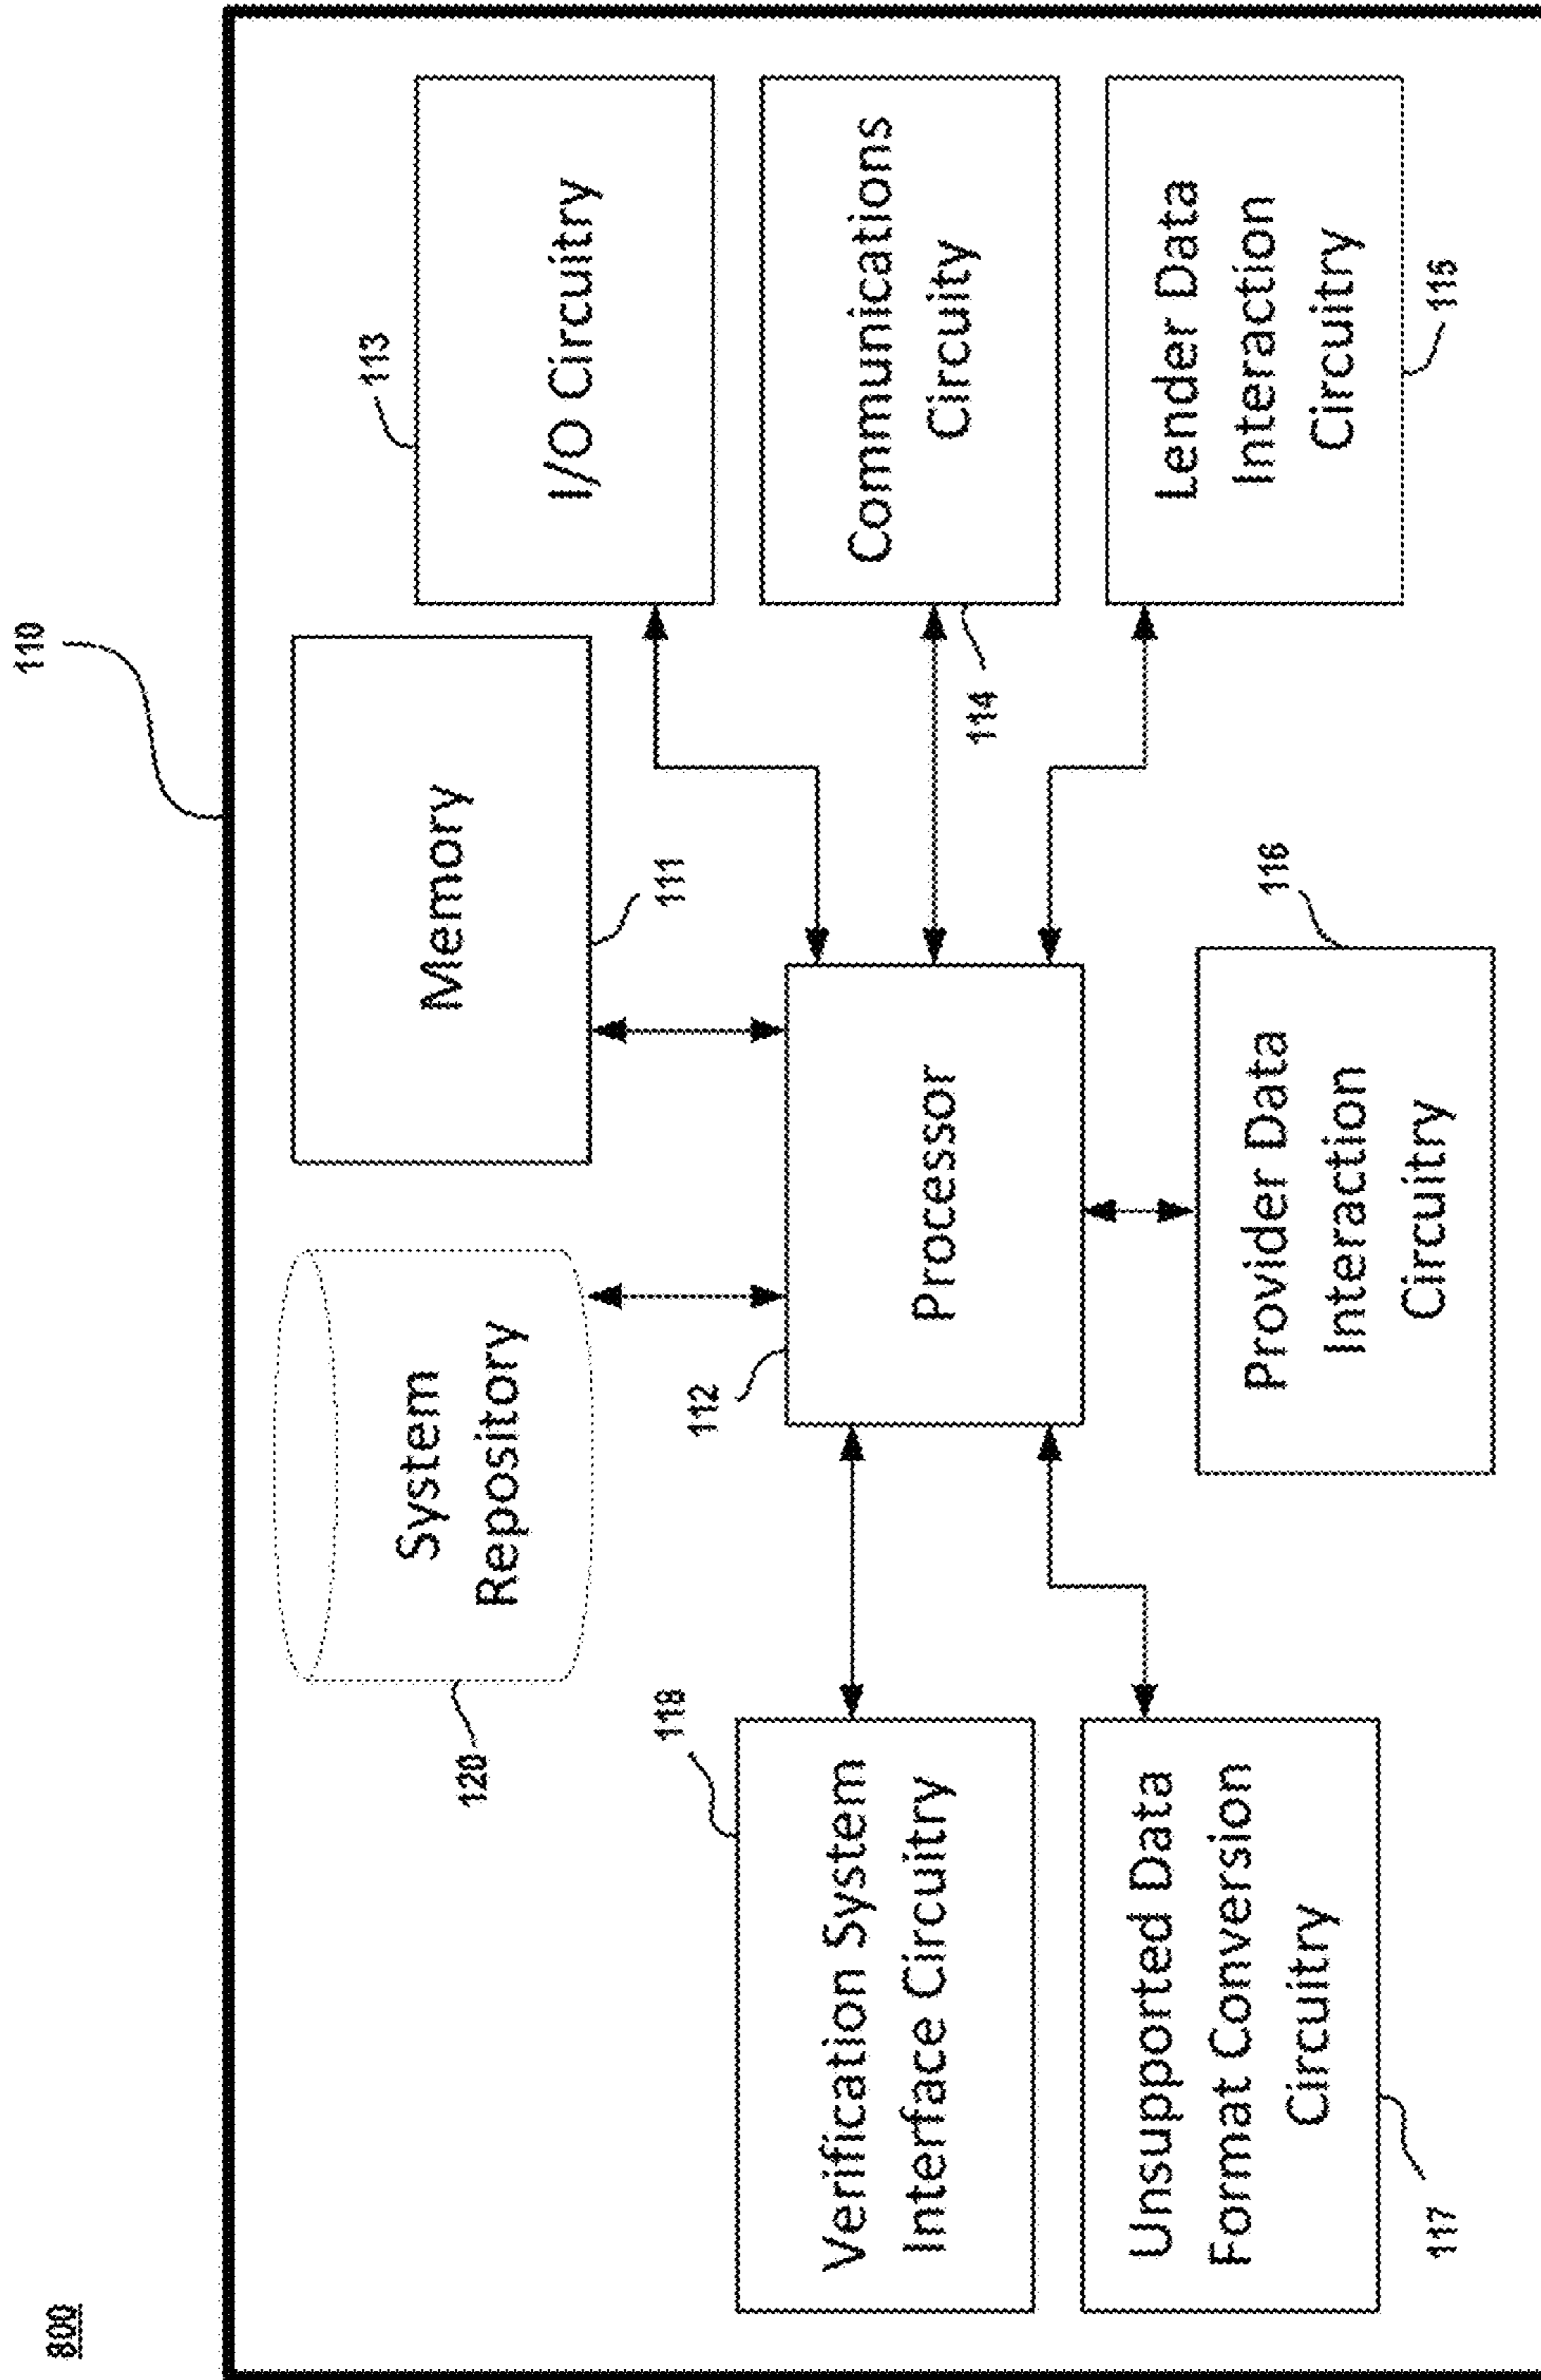 800
110
System
Repository
120
Memory
111
113
I/O Circuitry
118
Verification System
Interface Circuitry
112
Processor
Communications
Circuity
114
Unsupported Data
Format Conversion
Circuitry
117
116
Provider Data
Interaction
Circuitry
Lender Data
Interaction
Circuitry
115